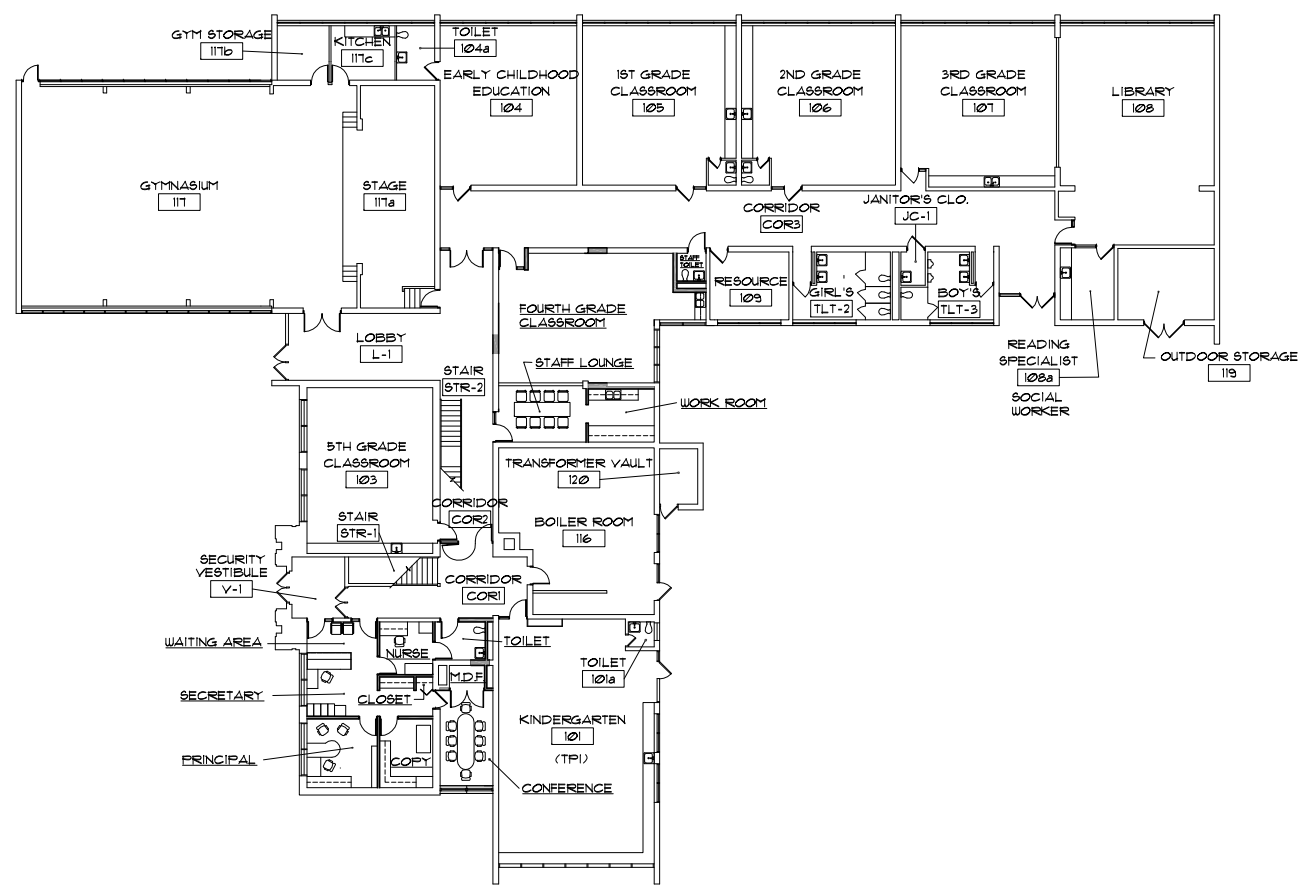 GYM STORAGE
117b
KITCHEN
117c
TOILET
104a
EARLY CHILDHOOD
EDUCATION
104
1ST GRADE
CLASSROOM
105
2ND GRADE
CLASSROOM
106
3RD GRADE
CLASSROOM
107
LIBRARY
108
GYMNASIUM
117
STAGE
117a
CORRIDOR
COR3
JANITOR'S CLO.
JC-1
STAFF
TOILET
RESOURCE
109
GIRL'S
TLT-2
BOY'S
TLT-3
FOURTH GRADE
CLASSROOM
LOBBY
L-1
STAFF LOUNGE
STAIR
STR-2
WORK ROOM
READING
SPECIALIST
108a
SOCIAL
WORKER
OUTDOOR STORAGE
119
5TH GRADE
CLASSROOM
103
TRANSFORMER VAULT
120
CORRIDOR
COR2
STAIR
STR-1
BOILER ROOM
116
SECURITY
VESTIBULE
V-1
CORRIDOR
COR1
WAITING AREA
NURSE
TOILET
TOILET
101a
M.D.F.
SECRETARY
CLOSET
KINDERGARTEN
101
(TPI)
PRINCIPAL
COPY
CONFERENCE